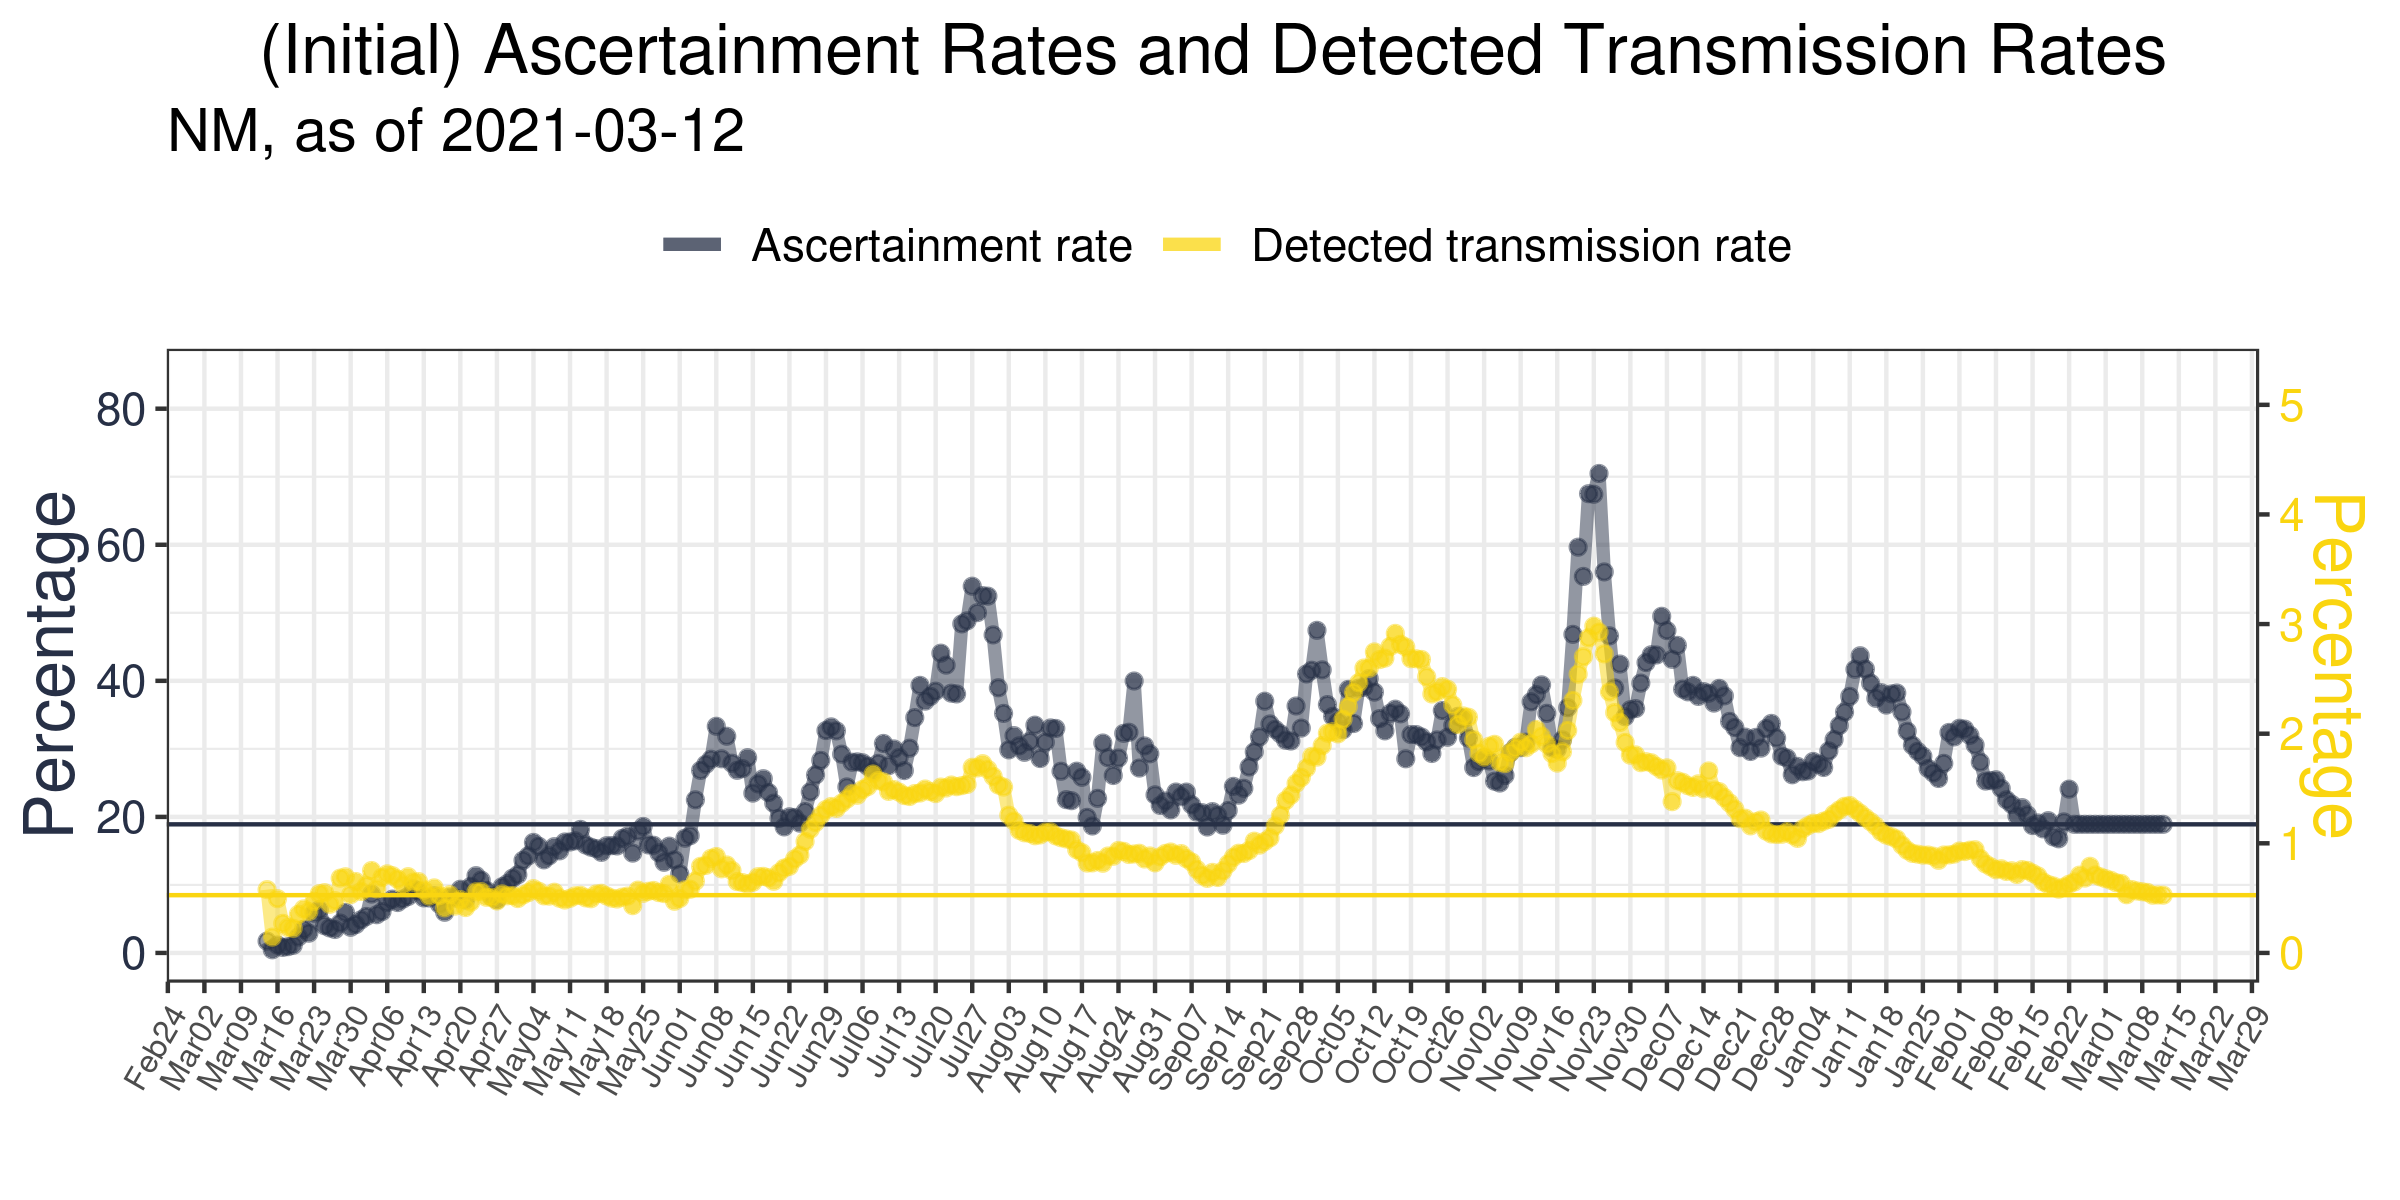 (Initial) Ascertainment Rates and Detected Transmission Rates
NM, as of 2021-03-12
Ascertainment rate Detected transmission rate
Percentage
80
60
40
20
0
5
4
3
2
1
0
Percentage
Feb24 Mar02 Mar09 Mar16 Mar23 Mar30 Apr06 Apr13 Apr20 Apr27 May04 May11 May18 May25 Jun01 Jun08 Jun15 Jun22 Jun29 Jul06 Jul13 Jul20 Jul27 Aug03 Aug10 Aug17 Aug24 Aug31 Sep07 Sep14 Sep21 Sep28 Oct05 Oct12 Oct19 Oct26 Nov02 Nov09 Nov16 Nov23 Nov30 Dec07 Dec14 Dec21 Dec28 Jan04 Jan11 Jan18 Jan25 Feb01 Feb08 Feb15 Feb22 Mar01 Mar08 Mar15 Mar22 Mar29